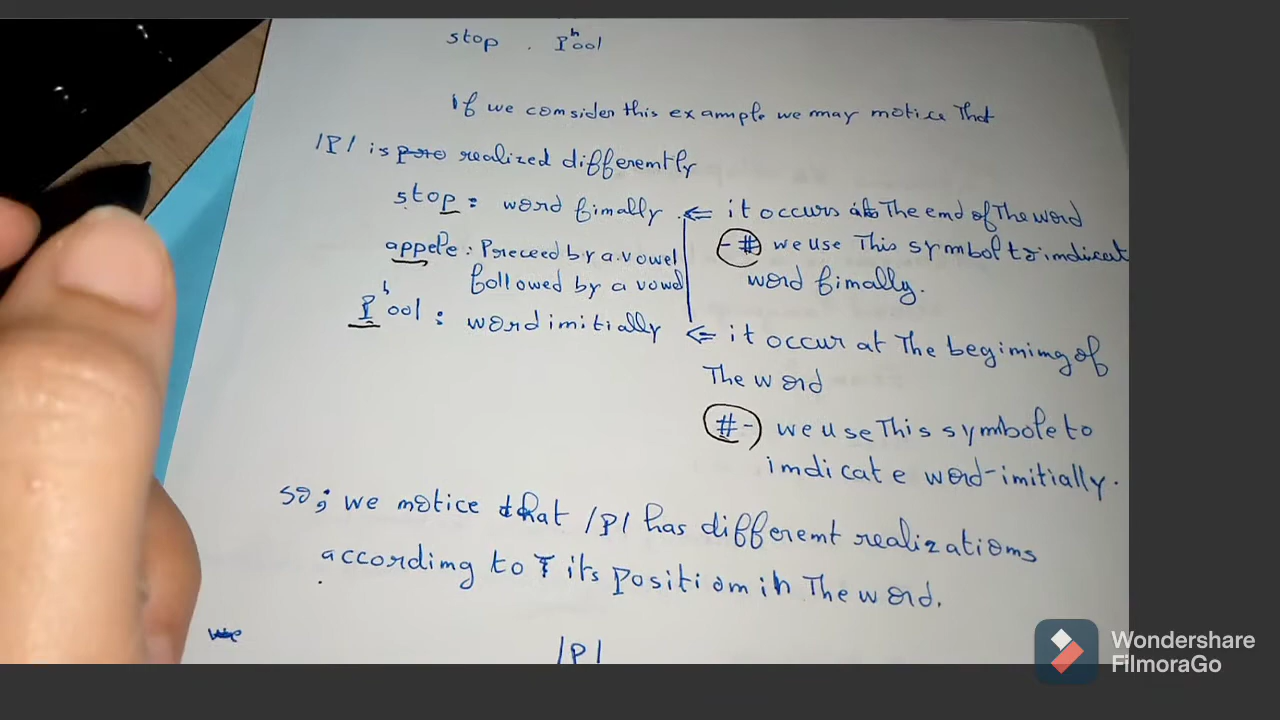 stop . Pʰool
If we consider this example we may notice that
/P/ is realized differently
stop : word finally <= it occurs at The end of The word
-# we use This symbol to indicat
word finally.
appele : Preceed by a vowel
followed by a vowel
Pʰool : word initially <= it occur at The begining of
The word
#- we use This symbole to
indicate word-initially.
so; we notice that /P/ has different realizations
according to its position in The word.
we
/P/
Wondershare
FilmoraGo